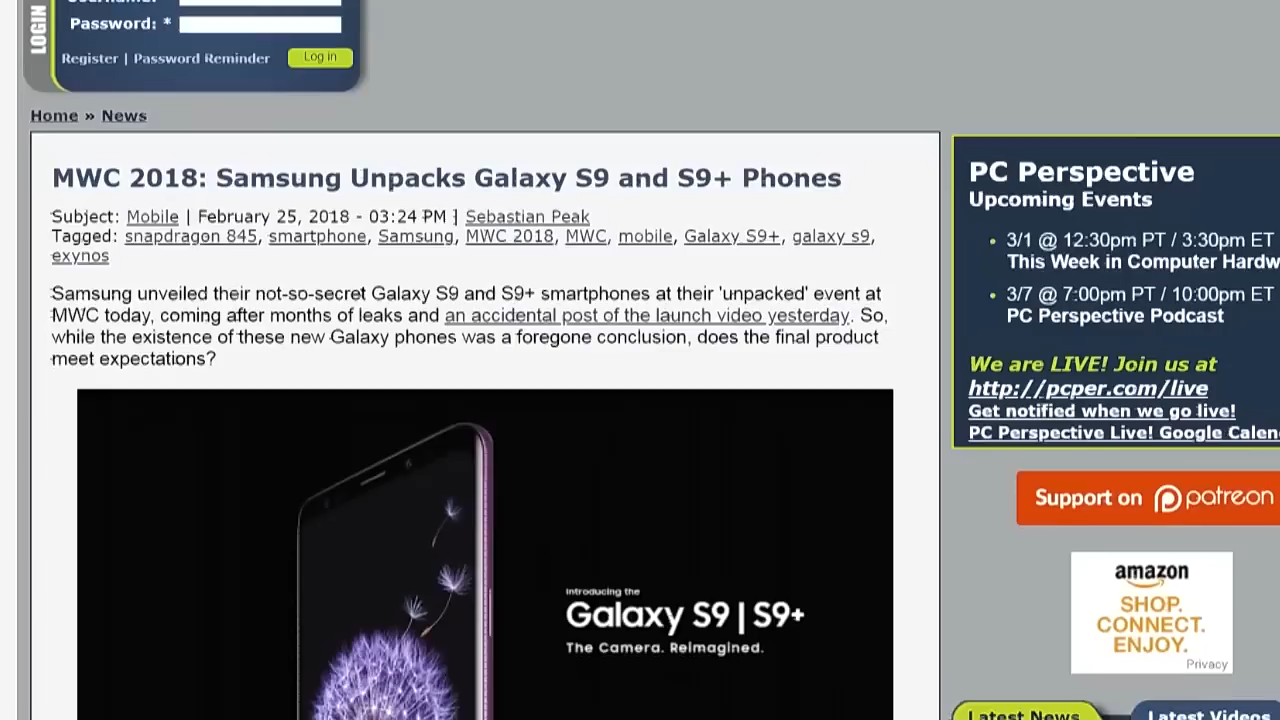 LOGIN
Password: *
Register | Password Reminder
Log in
Home » News
MWC 2018: Samsung Unpacks Galaxy S9 and S9+ Phones
Subject: Mobile | February 25, 2018 - 03:24 PM | Sebastian Peak
Tagged: snapdragon 845, smartphone, Samsung, MWC 2018, MWC, mobile, Galaxy S9+, galaxy s9,
exynos
Samsung unveiled their not-so-secret Galaxy S9 and S9+ smartphones at their 'unpacked' event at
MWC today, coming after months of leaks and an accidental post of the launch video yesterday. So,
while the existence of these new Galaxy phones was a foregone conclusion, does the final product
meet expectations?
Introducing the
Galaxy S9 | S9+
The Camera. Reimagined.
PC Perspective
Upcoming Events
• 3/1 @ 12:30pm PT / 3:30pm ET
This Week in Computer Hardw
• 3/7 @ 7:00pm PT / 10:00pm ET
PC Perspective Podcast
We are LIVE! Join us at
http://pcper.com/live
Get notified when we go live!
PC Perspective Live! Google Calen
Support on patreon
amazon
SHOP.
CONNECT.
ENJOY.
Privacy
Latest News
Latest Videos